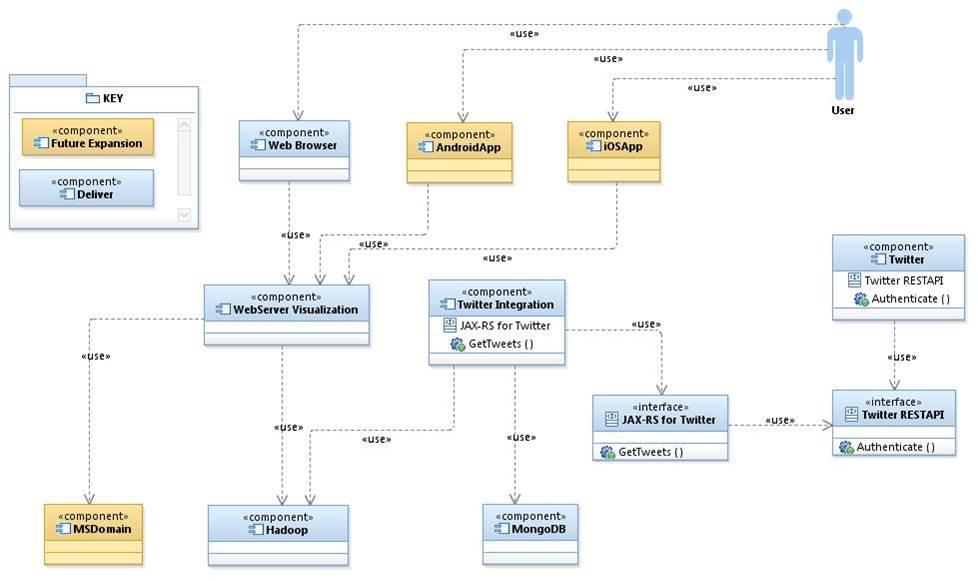 «use»
«use»
«use»
User
KEY
«component»
Future Expansion
«component»
Deliver
«component»
Web Browser
«component»
AndroidApp
«component»
iOSApp
«use»
«use»
«use»
«component»
WebServer Visualization
«component»
Twitter Integration
JAX-RS for Twitter
GetTweets ( )
«component»
Twitter
Twitter RESTAPI
Authenticate ( )
«use»
«use»
«use»
«use»
«use»
«use»
«interface»
JAX-RS for Twitter
GetTweets ( )
«use»
«interface»
Twitter RESTAPI
Authenticate ( )
«component»
MSDomain
«component»
Hadoop
«component»
MongoDB